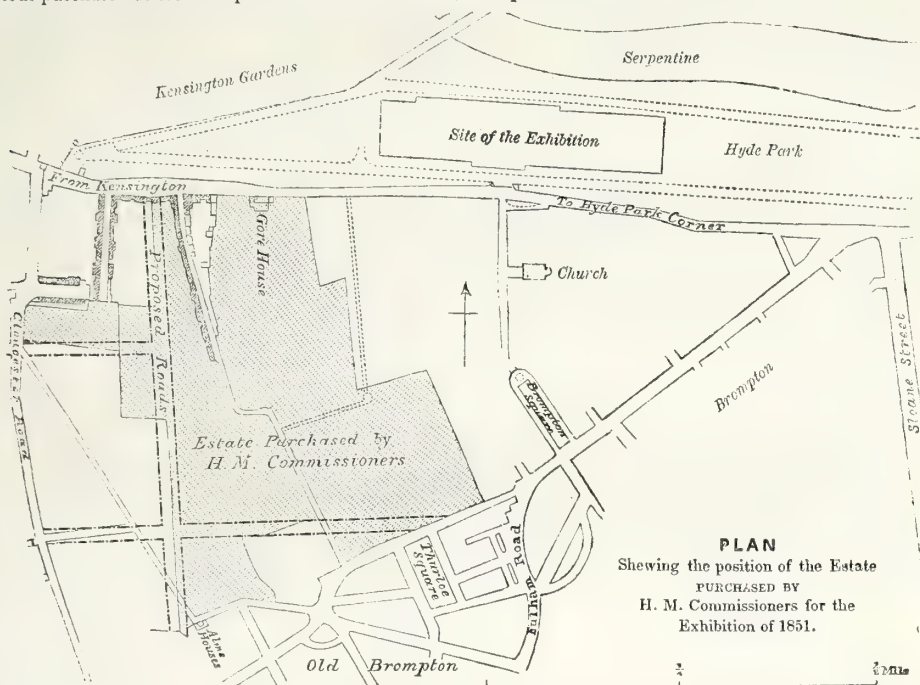 Kensington Gardens
Serpentine
Site of the Exhibition
Hyde Park
From Kensington
To Hyde Park Corner
Gore House
Church
Proposed Roads
Road
Sloane Street
Brompton
Brompton Square
Estate Purchased by
H. M. Commissioners
Thurloe Square
Fulham Road
Alms Houses
Old Brompton
PLAN
Shewing the position of the Estate
PURCHASED BY
H. M. Commissioners for the
Exhibition of 1851.
Mile